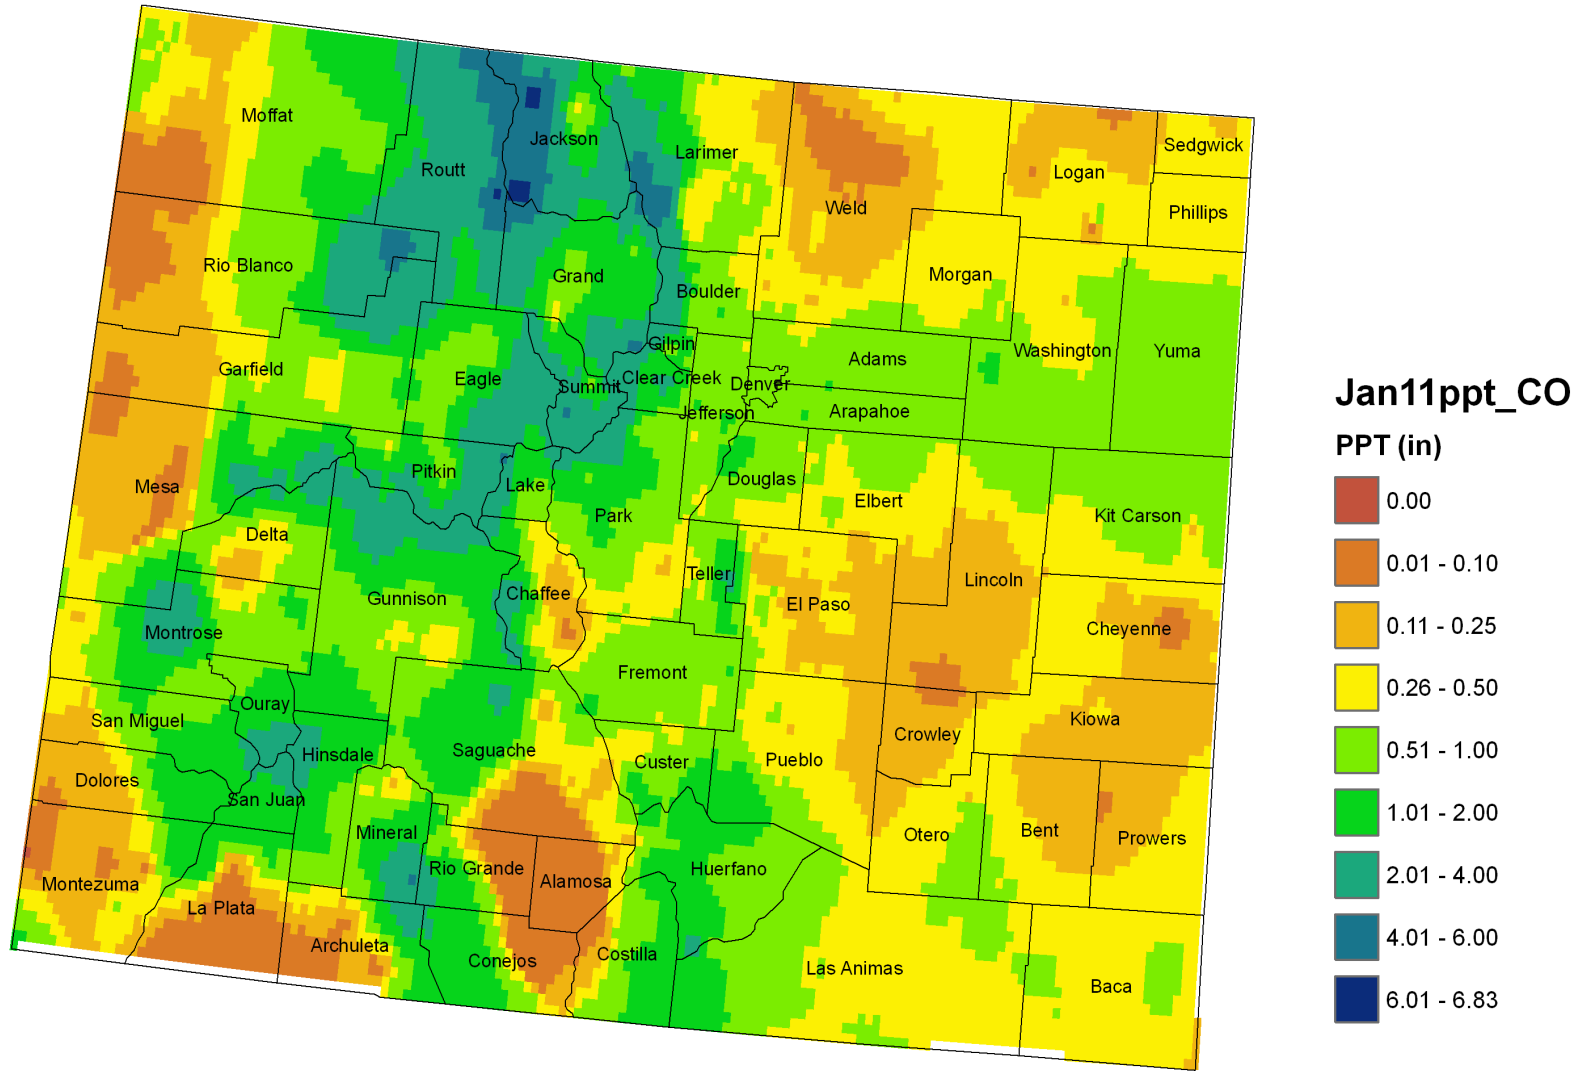 Moffat
Routt
Jackson
Larimer
Weld
Logan
Sedgwick
Phillips
Rio Blanco
Grand
Boulder
Morgan
Gilpin
Washington
Yuma
Garfield
Eagle
Summit
Clear Creek
Denver
Adams
Jefferson
Arapahoe
Mesa
Pitkin
Lake
Park
Douglas
Elbert
Kit Carson
Delta
Gunnison
Chaffee
Teller
El Paso
Lincoln
Cheyenne
Montrose
Fremont
San Miguel
Ouray
Hinsdale
Saguache
Custer
Pueblo
Crowley
Kiowa
Dolores
San Juan
Mineral
Rio Grande
Alamosa
Huerfano
Otero
Bent
Prowers
Montezuma
La Plata
Archuleta
Conejos
Costilla
Las Animas
Baca
Jan11ppt_CO
PPT (in)
0.00
0.01 - 0.10
0.11 - 0.25
0.26 - 0.50
0.51 - 1.00
1.01 - 2.00
2.01 - 4.00
4.01 - 6.00
6.01 - 6.83